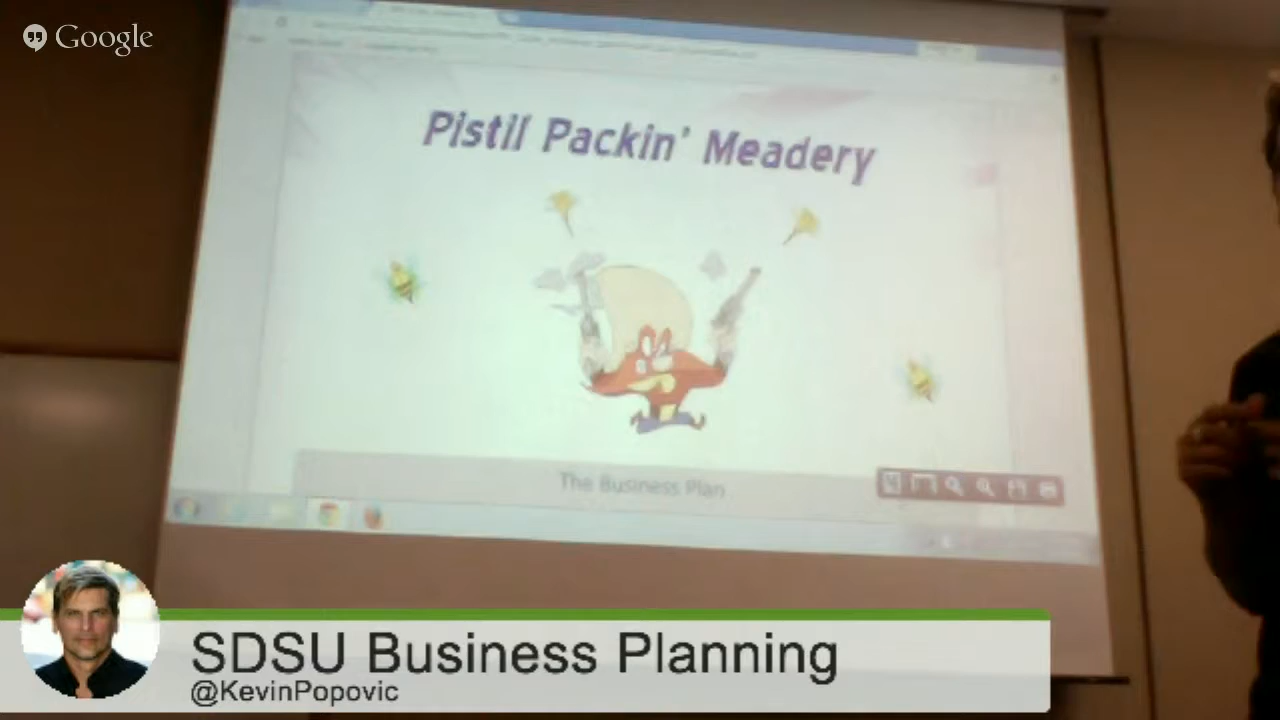 Google
Pistil Packin' Meadery
The Business Plan
SDSU Business Planning
@KevinPopovic